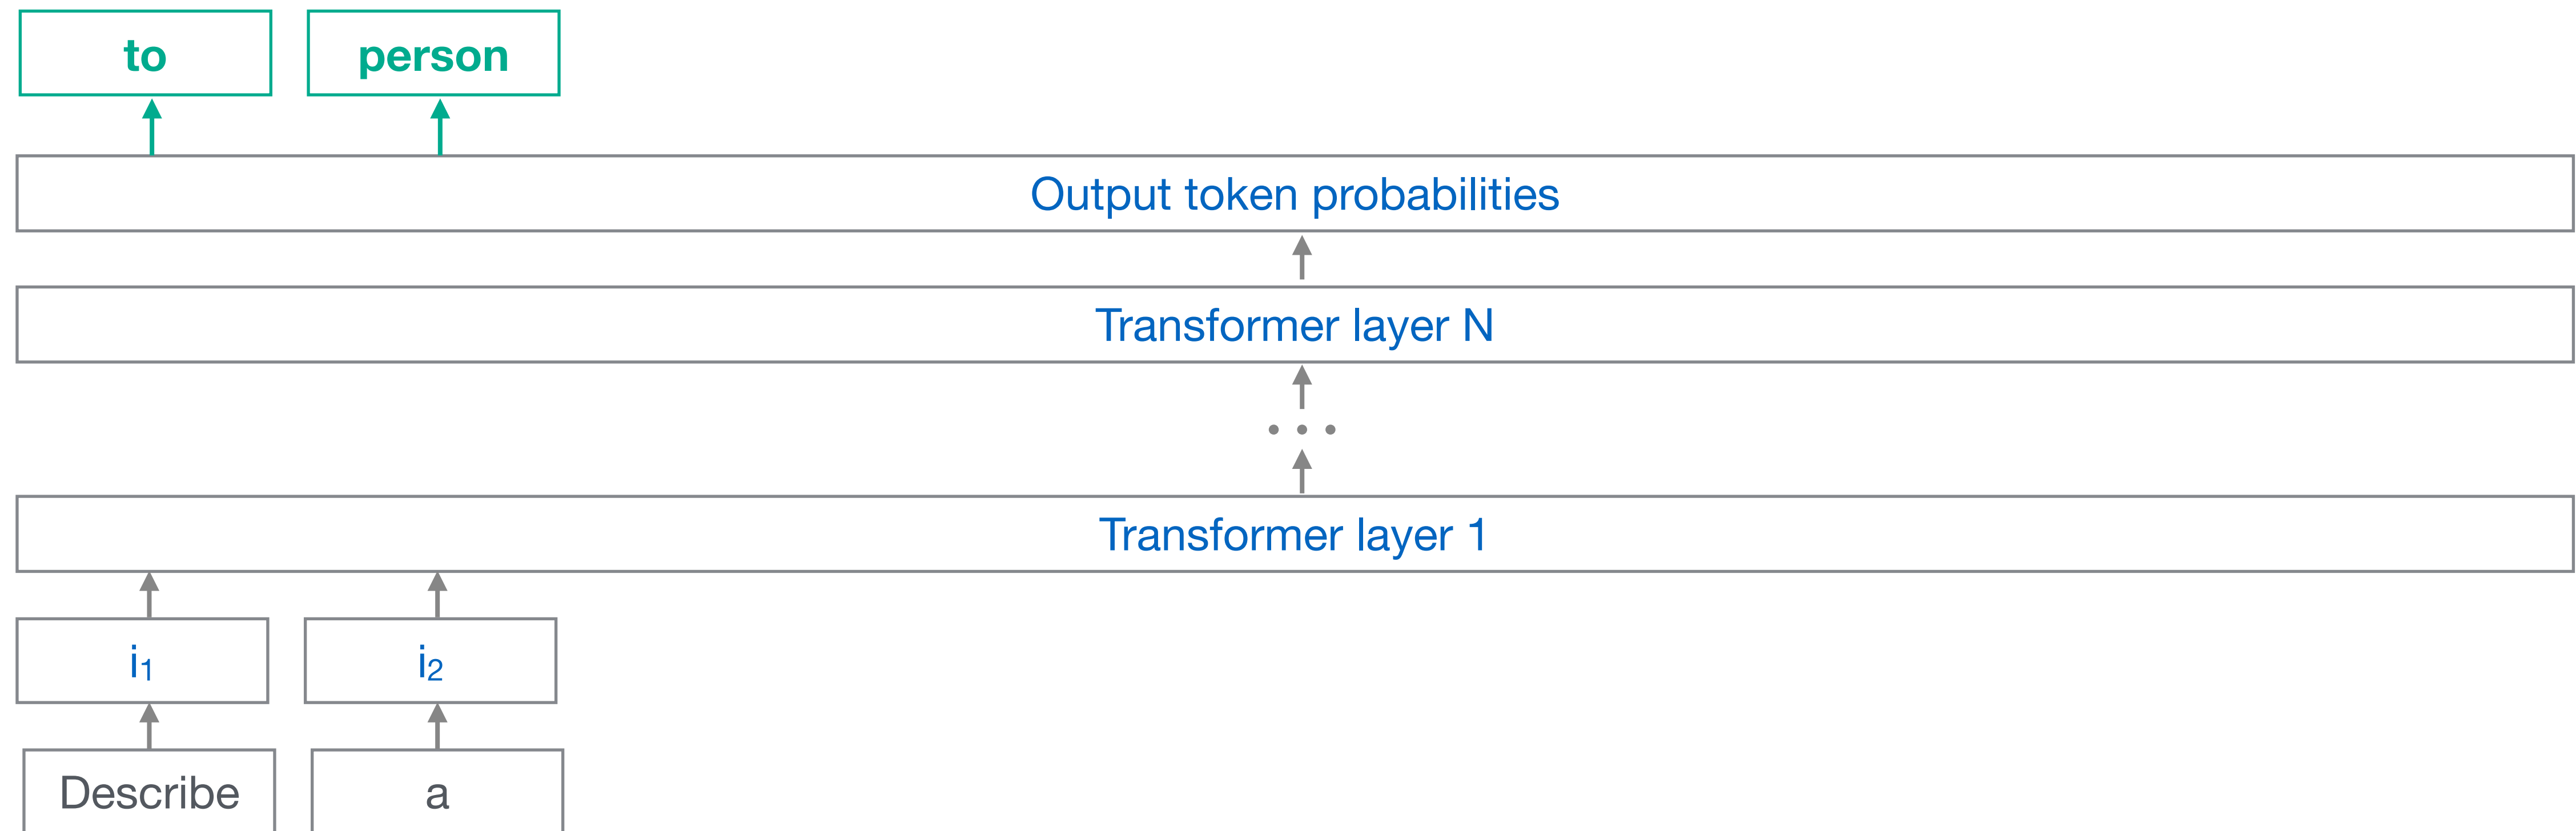 to person
Output token probabilities
Transformer layer N
Transformer layer 1
i₁ i₂
Describe a